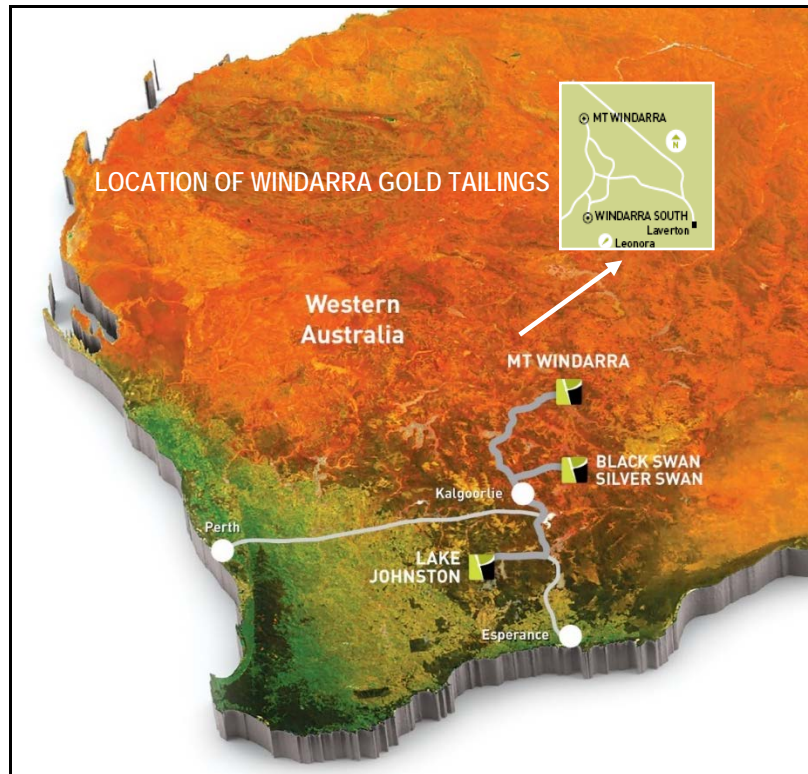 LOCATION OF WINDARRA GOLD TAILINGS
MT WINDARRA
N
WINDARRA SOUTH
Laverton
Leonora
Western
Australia
MT WINDARRA
BLACK SWAN
SILVER SWAN
Kalgoorlie
Perth
LAKE
JOHNSTON
Esperance